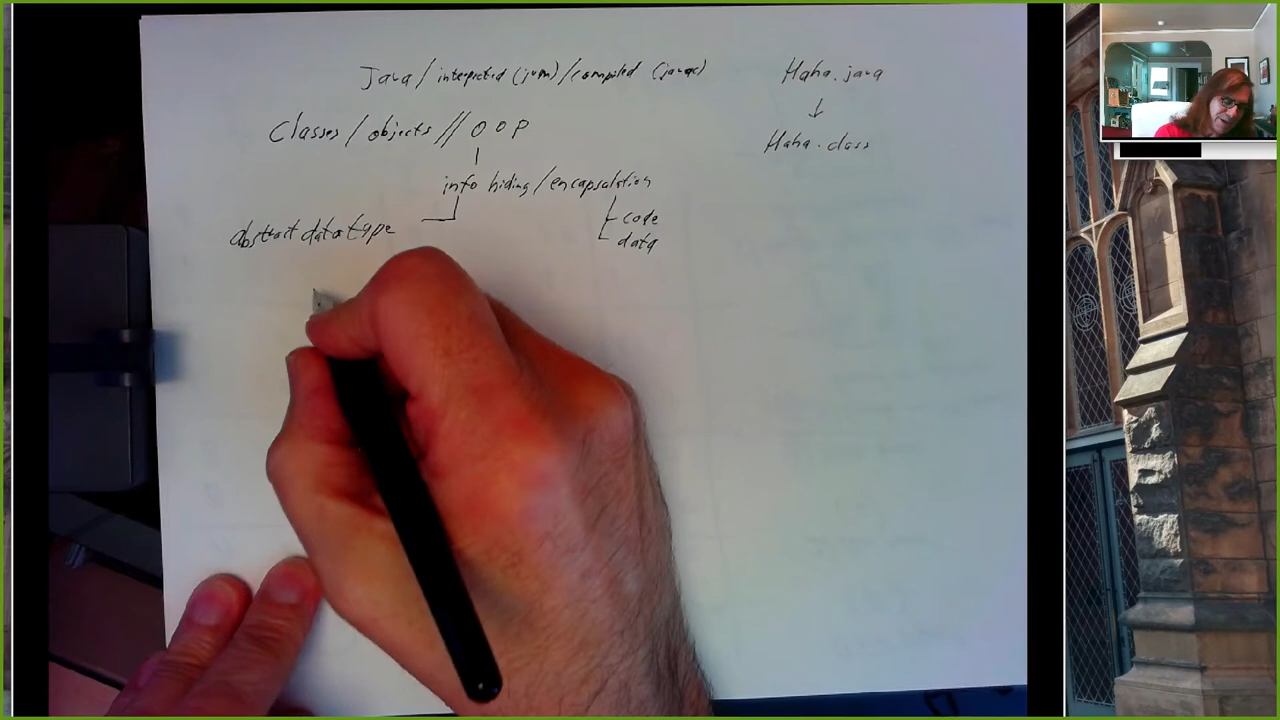 Java / interpreted (jvm) / compiled (javac)
Haha.java
↓
Haha.class
Classes / objects // OOP
info hiding / encapsulation
code
data
abstract data type